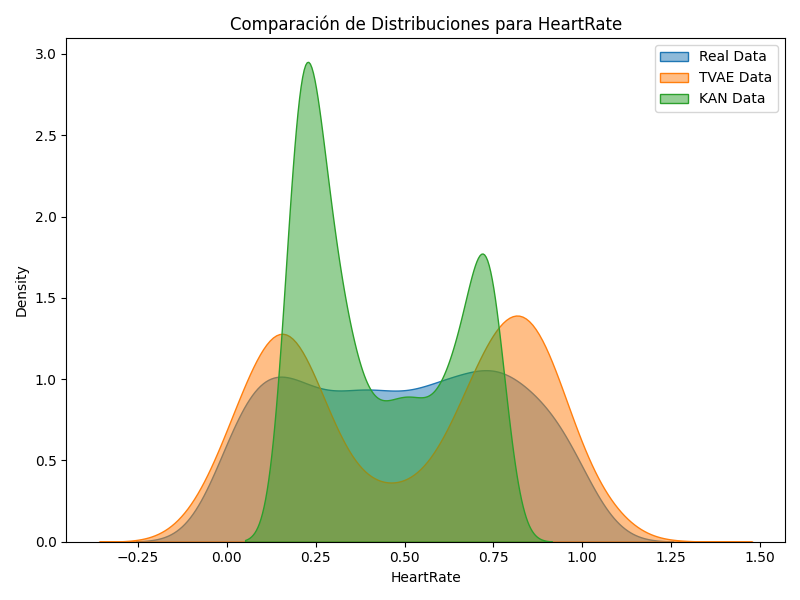 Comparación de Distribuciones para HeartRate
Real Data
TVAE Data
KAN Data
3.0
2.5
2.0
1.5
1.0
0.5
0.0
Density
−0.25
0.00
0.25
0.50
0.75
1.00
1.25
1.50
HeartRate